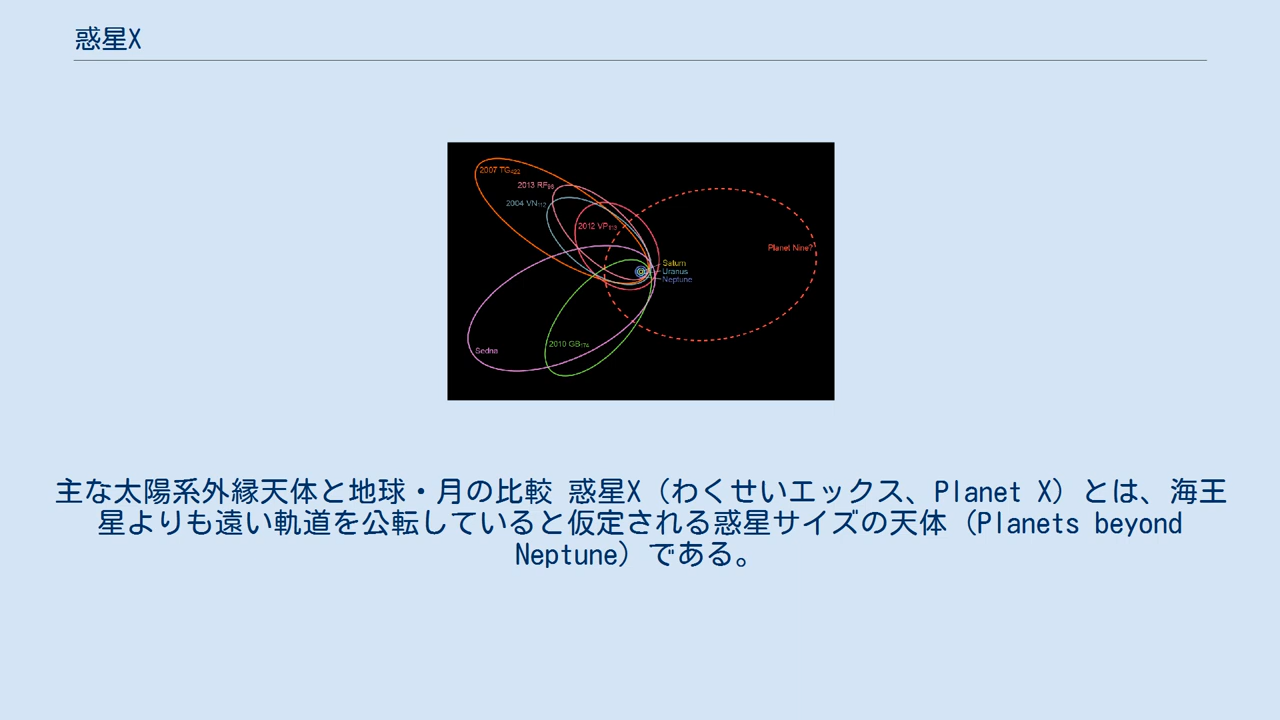 惑星X
2007 TG422
2013 RF98
2004 VN112
2012 VP113
Planet Nine?
Saturn
Uranus
Neptune
Sedna
2010 GB174
主な太陽系外縁天体と地球・月の比較 惑星X（わくせいエックス、Planet X）とは、海王
星よりも遠い軌道を公転していると仮定される惑星サイズの天体（Planets beyond
Neptune）である。